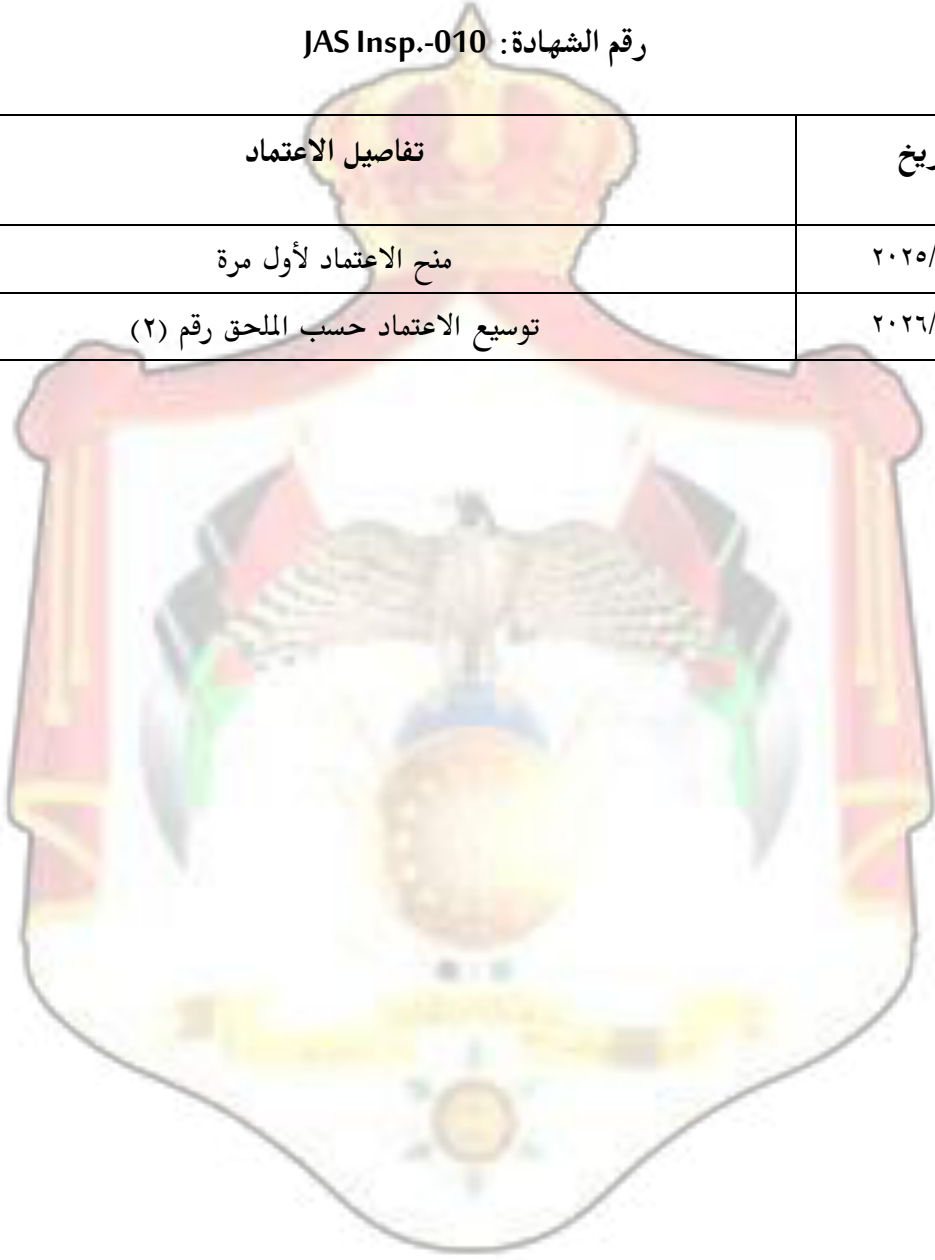 رقم الشهادة: JAS Insp.-010
تفاصيل الاعتماد
منح الاعتماد لأول مرة ٢٠٢٥/
توسيع الاعتماد حسب الملحق رقم (٢) ٢٠٢٦/